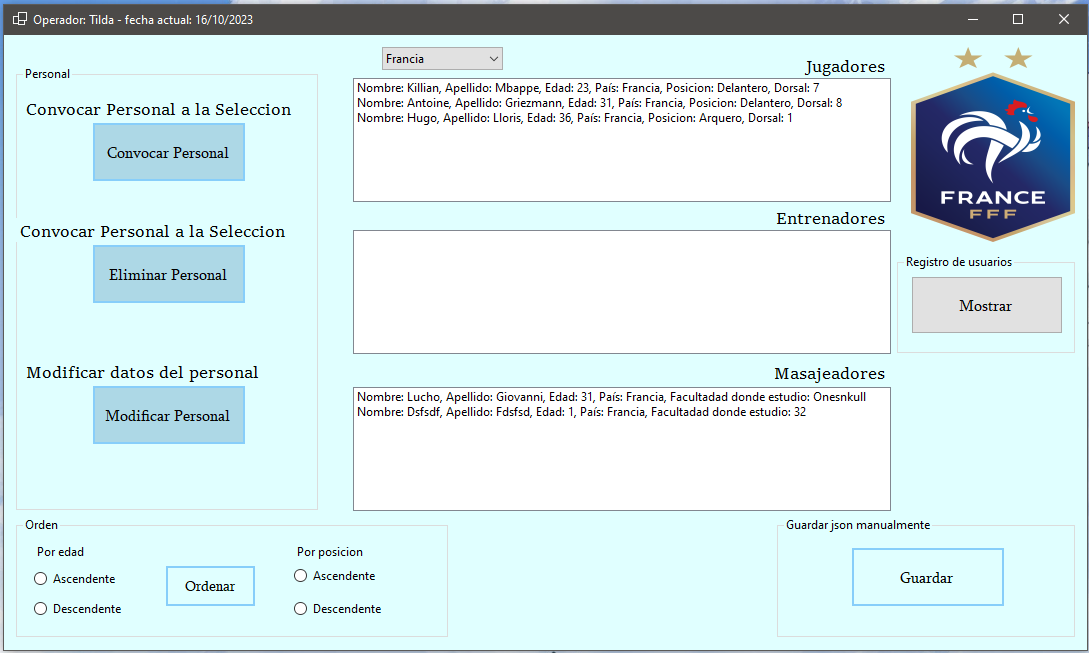 Operador: Tilda - fecha actual: 16/10/2023
Personal
Convocar Personal a la Seleccion
Convocar Personal
Convocar Personal a la Seleccion
Eliminar Personal
Modificar datos del personal
Modificar Personal
Francia
Jugadores
Nombre: Killian, Apellido: Mbappe, Edad: 23, País: Francia, Posicion: Delantero, Dorsal: 7
Nombre: Antoine, Apellido: Griezmann, Edad: 31, País: Francia, Posicion: Delantero, Dorsal: 8
Nombre: Hugo, Apellido: Lloris, Edad: 36, País: Francia, Posicion: Arquero, Dorsal: 1
Entrenadores
Masajeadores
Nombre: Lucho, Apellido: Giovanni, Edad: 31, País: Francia, Facultadad donde estudio: Onesnkull
Nombre: Dsfsdf, Apellido: Fdsfsd, Edad: 1, País: Francia, Facultadad donde estudio: 32
FRANCE
FFF
Registro de usuarios
Mostrar
Orden
Por edad
Ascendente
Descendente
Ordenar
Por posicion
Ascendente
Descendente
Guardar json manualmente
Guardar